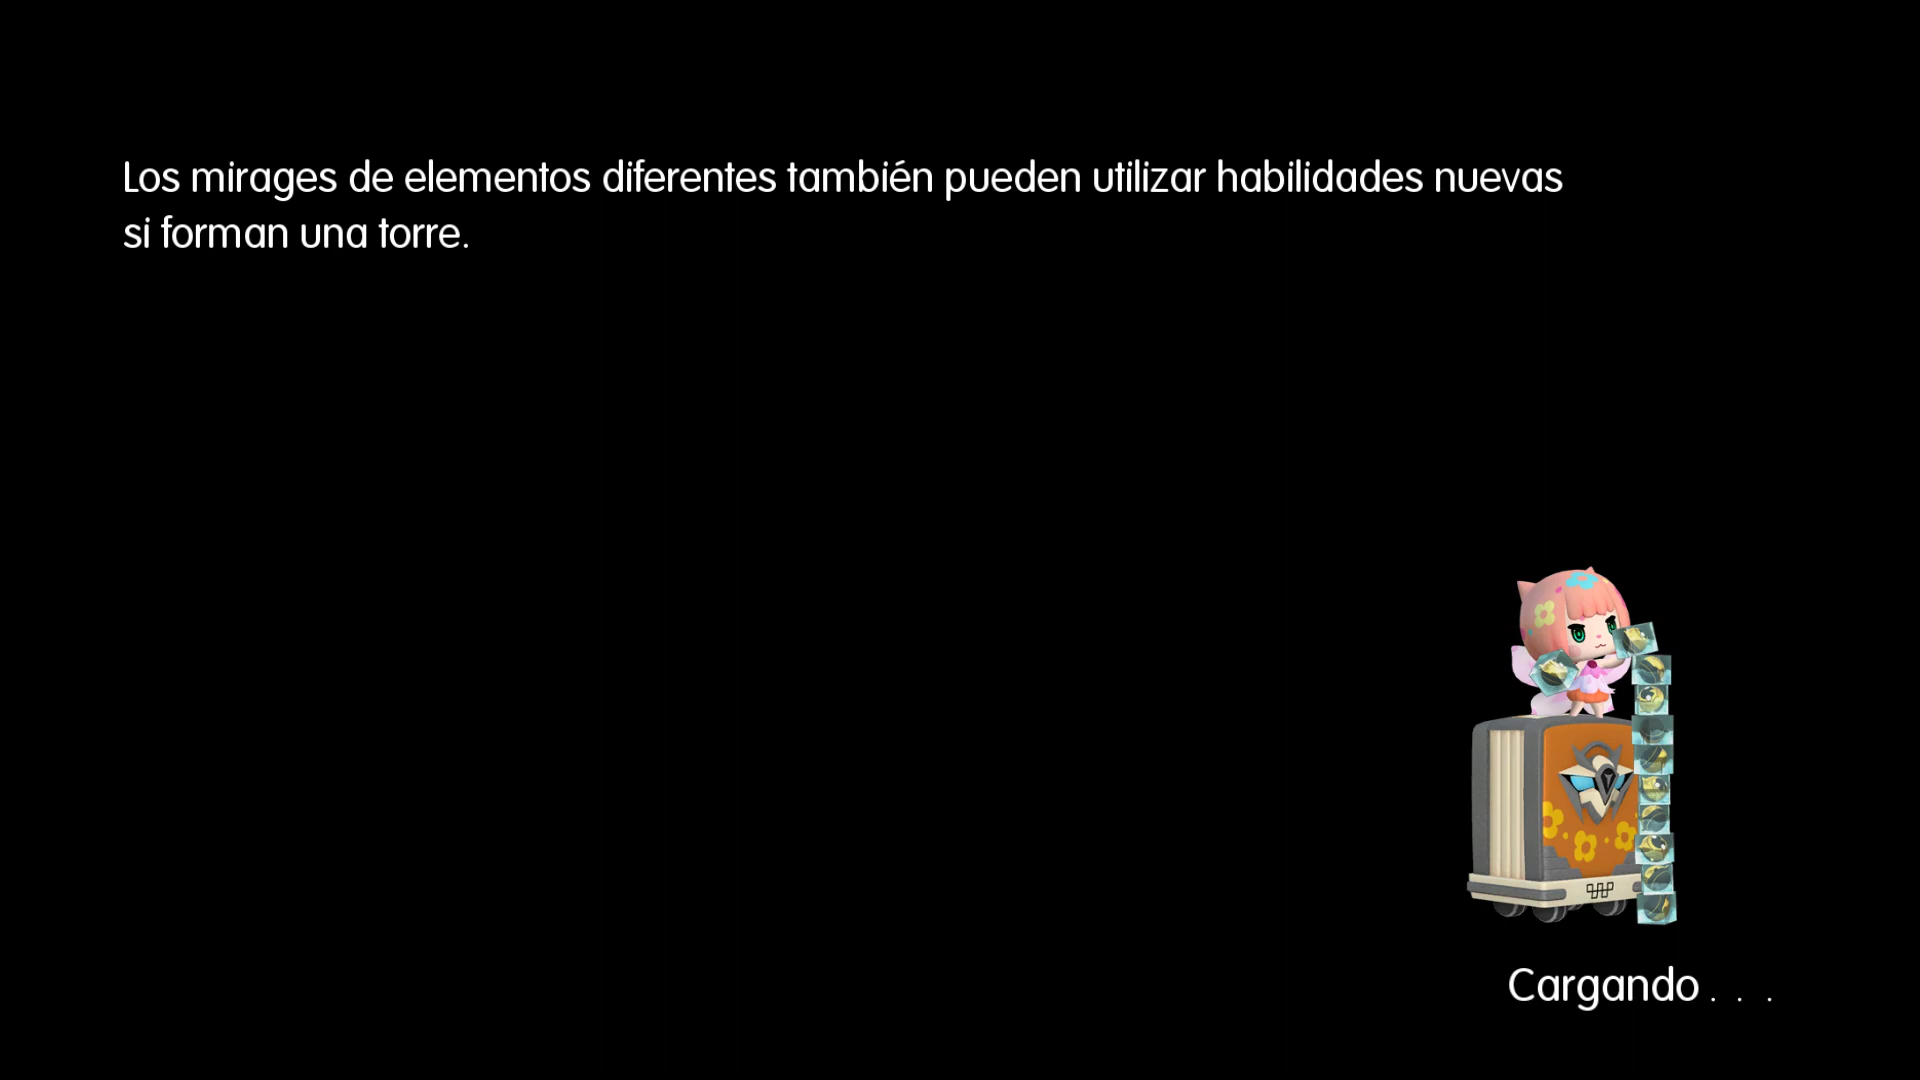 Los mirages de elementos diferentes también pueden utilizar habilidades nuevas
si forman una torre.
Cargando . . .